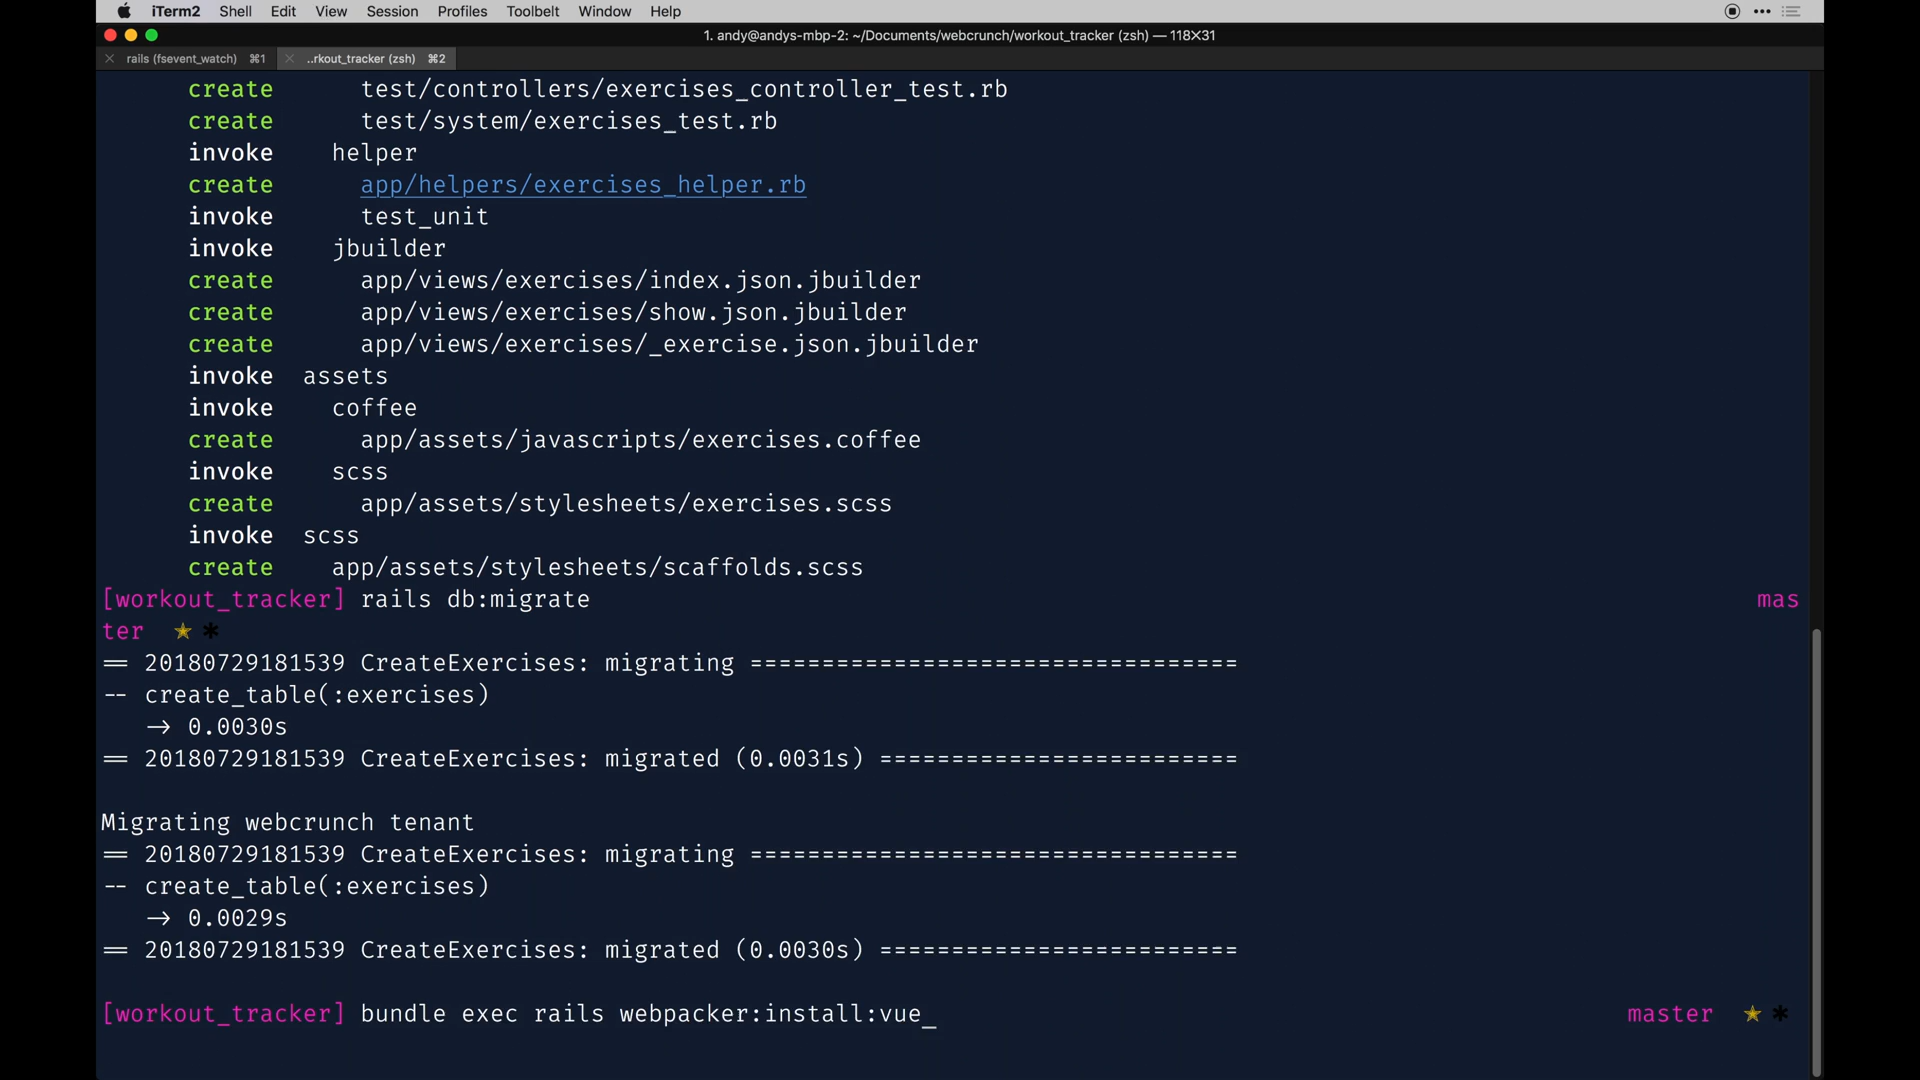 iTerm2 Shell Edit View Session Profiles Toolbelt Window Help
1. andy@andys-mbp-2: ~/Documents/webcrunch/workout_tracker (zsh) — 118×31
rails (fsevent_watch) ⌘1 ..rkout_tracker (zsh) ⌘2
create test/controllers/exercises_controller_test.rb
create test/system/exercises_test.rb
invoke helper
create app/helpers/exercises_helper.rb
invoke test_unit
invoke jbuilder
create app/views/exercises/index.json.jbuilder
create app/views/exercises/show.json.jbuilder
create app/views/exercises/_exercise.json.jbuilder
invoke assets
invoke coffee
create app/assets/javascripts/exercises.coffee
invoke scss
create app/assets/stylesheets/exercises.scss
invoke scss
create app/assets/stylesheets/scaffolds.scss
[workout_tracker] rails db:migrate mas
ter ★ *
== 20180729181539 CreateExercises: migrating ==================================
-- create_table(:exercises)
-> 0.0030s
== 20180729181539 CreateExercises: migrated (0.0031s) =========================
Migrating webcrunch tenant
== 20180729181539 CreateExercises: migrating ==================================
-- create_table(:exercises)
-> 0.0029s
== 20180729181539 CreateExercises: migrated (0.0030s) =========================
[workout_tracker] bundle exec rails webpacker:install:vue_ master ★ *